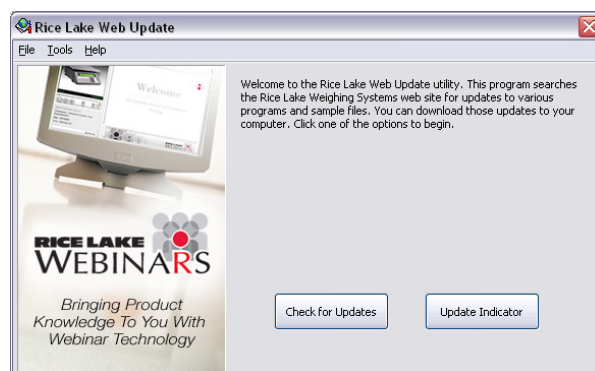 Rice Lake Web Update
File Tools Help
Welcome
Welcome to the Rice Lake Web Update utility. This program searches
the Rice Lake Weighing Systems web site for updates to various
programs and sample files. You can download those updates to your
computer. Click one of the options to begin.
RICE LAKE
WEBINARS
Bringing Product
Knowledge To You With
Webinar Technology
Check for Updates
Update Indicator